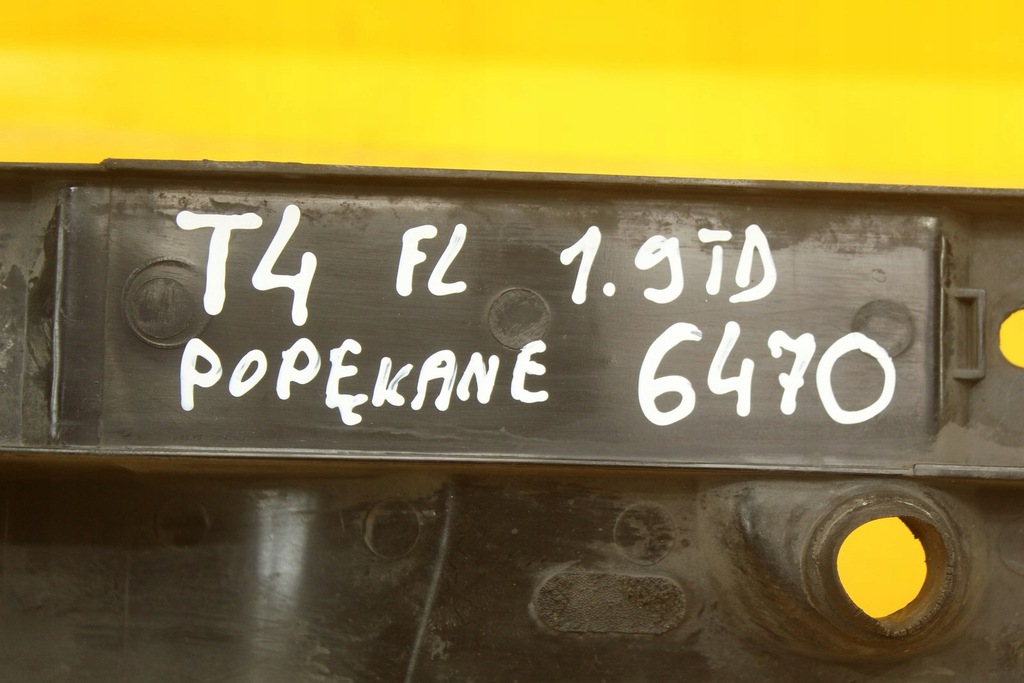 T4 FL 1.9TD
POPĘKANE 6470